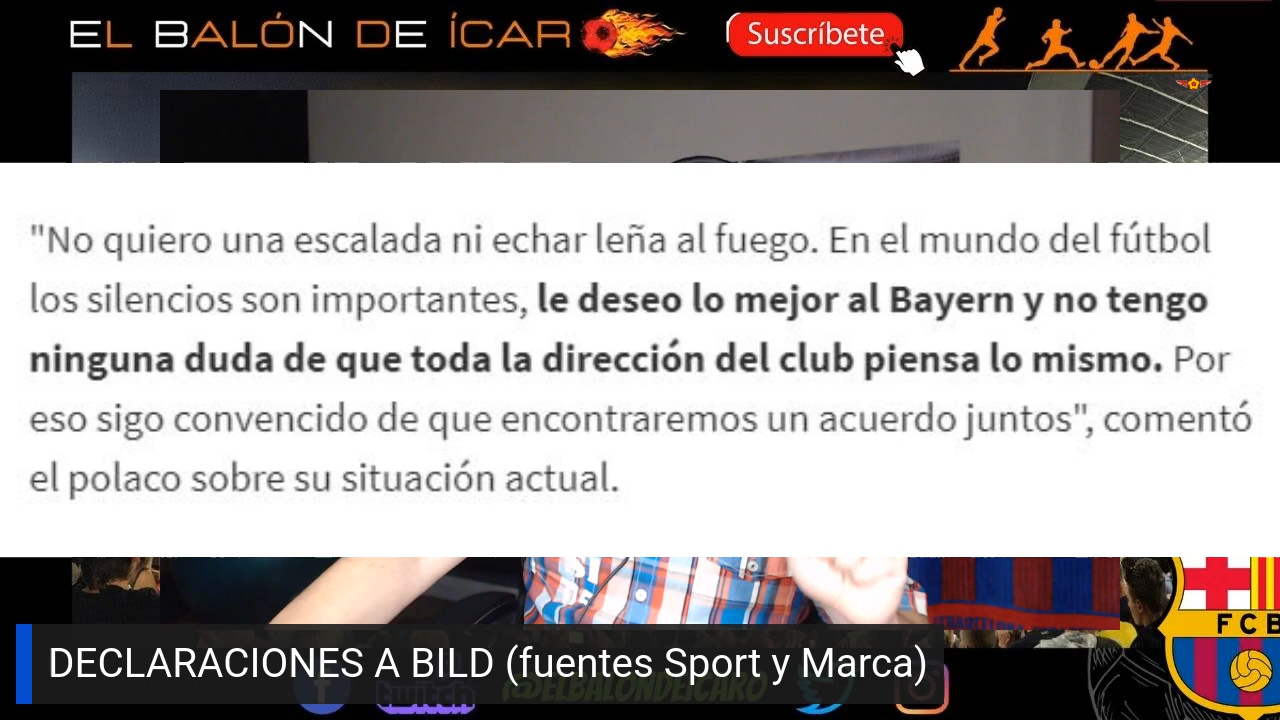 EL BALÓN DE ÍCARO
Suscríbete
"No quiero una escalada ni echar leña al fuego. En el mundo del fútbol
los silencios son importantes, le deseo lo mejor al Bayern y no tengo
ninguna duda de que toda la dirección del club piensa lo mismo. Por
eso sigo convencido de que encontraremos un acuerdo juntos", comentó
el polaco sobre su situación actual.
FCB
DECLARACIONES A BILD (fuentes Sport y Marca)
twitch
@ELBALONDEICARO